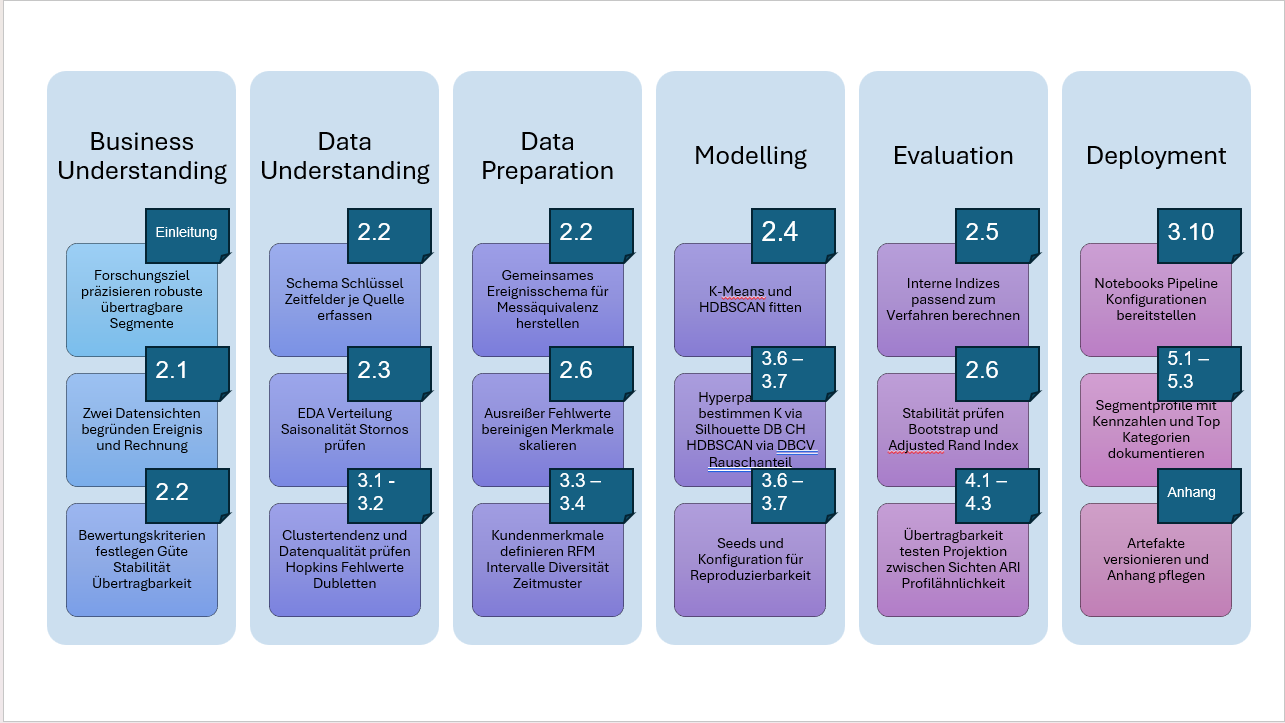 Business
Understanding
Einleitung
Forschungsziel
präzisieren robuste
übertragbare
Segmente
2.1
Zwei Datensichten
begründen Ereignis
und Rechnung
2.2
Bewertungskriterien
festlegen Güte
Stabilität
Übertragbarkeit
Data
Understanding
2.2
Schema Schlüssel
Zeitfelder je Quelle
erfassen
2.3
EDA Verteilung
Saisonalität Stornos
prüfen
3.1 -
3.2
Clustertendenz und
Datenqualität prüfen
Hopkins Fehlwerte
Dubletten
Data
Preparation
2.2
Gemeinsames
Ereignisschema für
Messäquivalenz
herstellen
2.6
Ausreißer Fehlwerte
bereinigen Merkmale
skalieren
3.3 –
3.4
Kundenmerkmale
definieren RFM
Intervalle Diversität
Zeitmuster
Modelling
2.4
K-Means und
HDBSCAN fitten
3.6 –
3.7
bestimmen K via
Silhouette DB CH
HDBSCAN via DBCV
Rauschanteil
3.6 –
3.7
Seeds und
Konfiguration für
Reproduzierbarkeit
Evaluation
2.5
Interne Indizes
passend zum
Verfahren berechnen
2.6
Stabilität prüfen
Bootstrap und
Adjusted Rand Index
4.1 –
4.3
Übertragbarkeit
testen Projektion
zwischen Sichten ARI
Profilähnlichkeit
Deployment
3.10
Notebooks Pipeline
Konfigurationen
bereitstellen
5.1 –
5.3
Segmentprofile mit
Kennzahlen und Top
Kategorien
dokumentieren
Anhang
Artefakte
versionieren und
Anhang pflegen